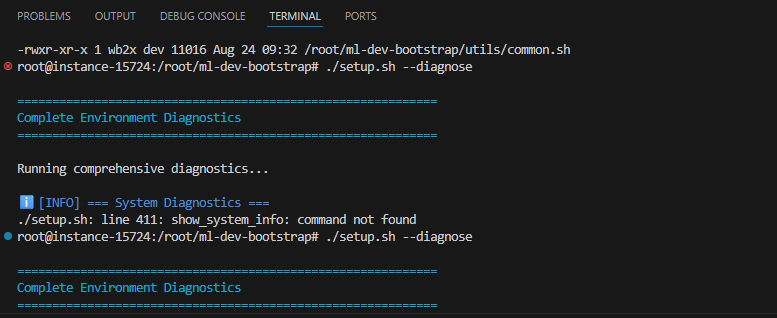 PROBLEMS OUTPUT DEBUG CONSOLE TERMINAL PORTS
-rwxr-xr-x 1 wb2x dev 11016 Aug 24 09:32 /root/ml-dev-bootstrap/utils/common.sh
root@instance-15724:/root/ml-dev-bootstrap# ./setup.sh --diagnose
============================================================
Complete Environment Diagnostics
============================================================
Running comprehensive diagnostics...
ℹ️ [INFO] === System Diagnostics ===
./setup.sh: line 411: show_system_info: command not found
root@instance-15724:/root/ml-dev-bootstrap# ./setup.sh --diagnose
============================================================
Complete Environment Diagnostics
============================================================